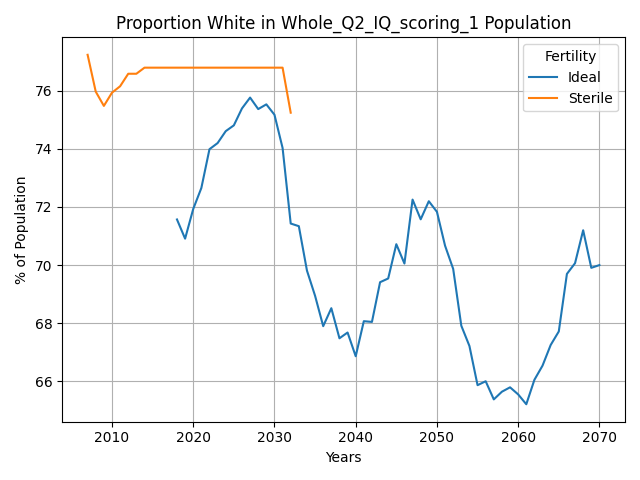 Proportion White in Whole_Q2_IQ_scoring_1 Population
Fertility
Ideal
Sterile
% of Population
76
74
72
70
68
66
2010
2020
2030
2040
2050
2060
2070
Years